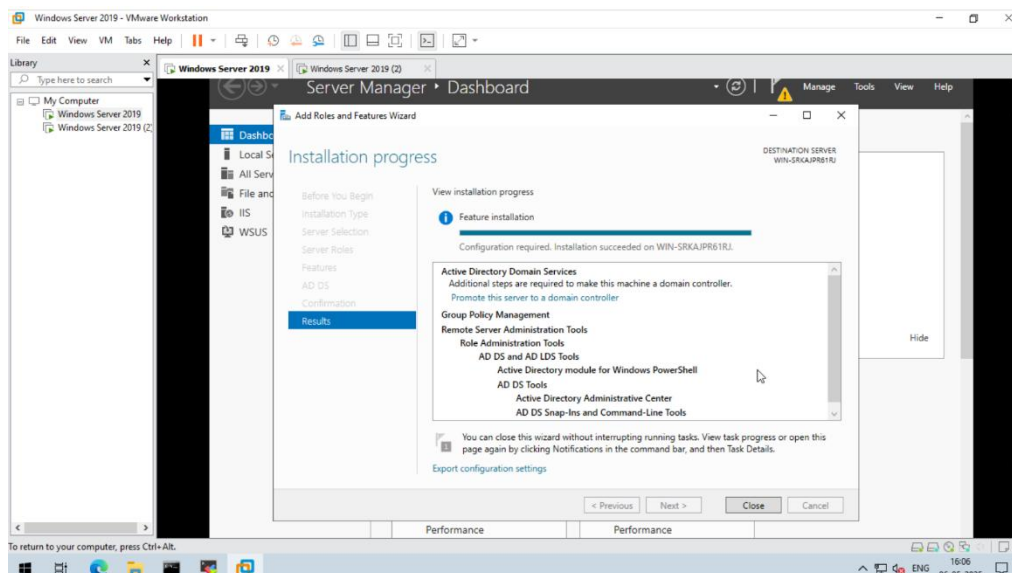 Windows Server 2019 - VMware Workstation
File Edit View VM Tabs Help
Library
Type here to search
My Computer
Windows Server 2019
Windows Server 2019 (2)
Windows Server 2019
Windows Server 2019 (2)
Server Manager Dashboard
Manage Tools View Help
Dashbo
Local Se
All Serv
File and
IIS
WSUS
Hide
Performance
Performance
Add Roles and Features Wizard
Installation progress
DESTINATION SERVER
WIN-SRKAJPR61RJ
Before You Begin
Installation Type
Server Selection
Server Roles
Features
AD DS
Confirmation
Results
View installation progress
Feature installation
Configuration required. Installation succeeded on WIN-SRKAJPR61RJ.
Active Directory Domain Services
Additional steps are required to make this machine a domain controller.
Promote this server to a domain controller
Group Policy Management
Remote Server Administration Tools
Role Administration Tools
AD DS and AD LDS Tools
Active Directory module for Windows PowerShell
AD DS Tools
Active Directory Administrative Center
AD DS Snap-Ins and Command-Line Tools
1
You can close this wizard without interrupting running tasks. View task progress or open this
page again by clicking Notifications in the command bar, and then Task Details.
Export configuration settings
< Previous Next > Close Cancel
To return to your computer, press Ctrl+Alt.
ENG
16:06